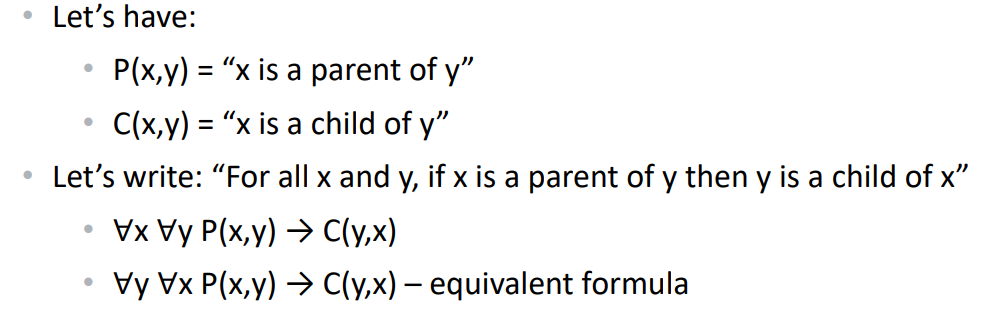 • Let’s have:
• P(x,y) = “x is a parent of y”
• C(x,y) = “x is a child of y”
• Let’s write: “For all x and y, if x is a parent of y then y is a child of x”
• ∀x ∀y P(x,y) → C(y,x)
• ∀y ∀x P(x,y) → C(y,x) – equivalent formula